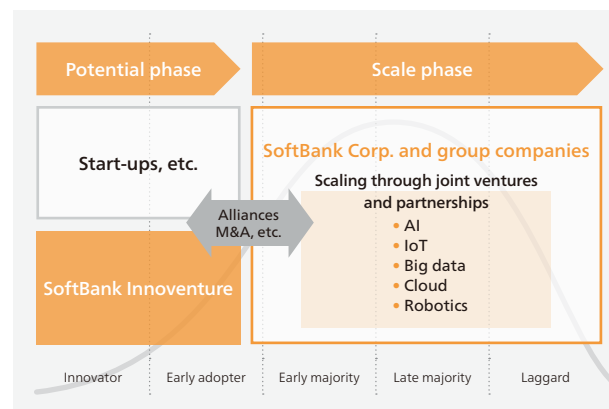 Potential phase
Scale phase
Start-ups, etc.
SoftBank Innoventure
Alliances
M&A, etc.
SoftBank Corp. and group companies
Scaling through joint ventures
and partnerships
• AI
• IoT
• Big data
• Cloud
• Robotics
Innovator
Early adopter
Early majority
Late majority
Laggard